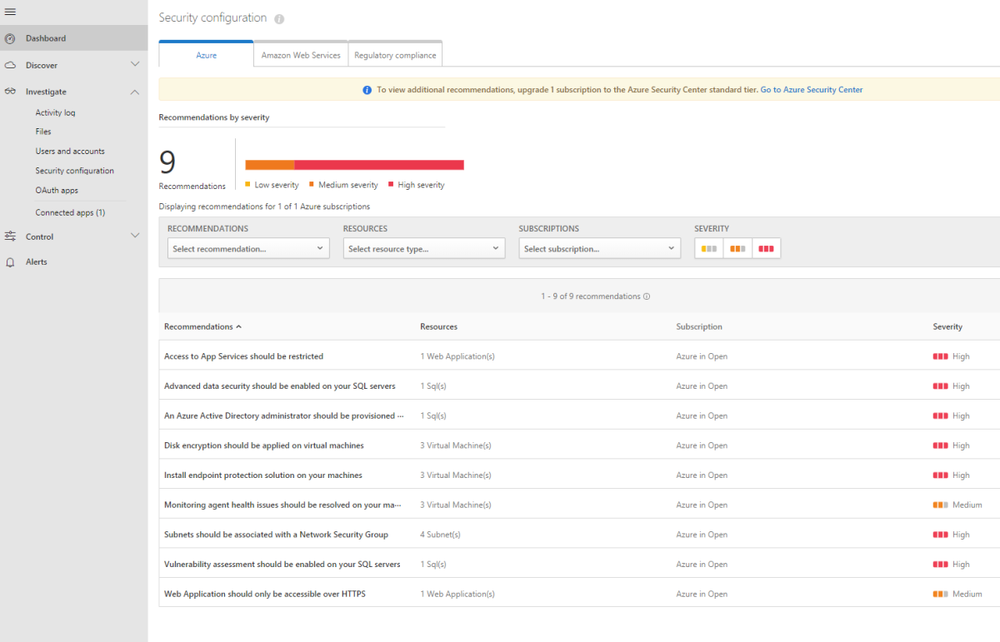 Security configuration
Dashboard
Discover
Investigate
Activity log
Files
Users and accounts
Security configuration
OAuth apps
Connected apps (1)
Control
Alerts
Azure
Amazon Web Services
Regulatory compliance
To view additional recommendations, upgrade 1 subscription to the Azure Security Center standard tier. Go to Azure Security Center
Recommendations by severity
9
Recommendations
Low severity Medium severity High severity
Displaying recommendations for 1 of 1 Azure subscriptions
RECOMMENDATIONS RESOURCES SUBSCRIPTIONS SEVERITY
Select recommendation... Select resource type... Select subscription...
1 - 9 of 9 recommendations
Recommendations Resources Subscription Severity
Access to App Services should be restricted 1 Web Application(s) Azure in Open High
Advanced data security should be enabled on your SQL servers 1 Sql(s) Azure in Open High
An Azure Active Directory administrator should be provisioned ··· 1 Sql(s) Azure in Open High
Disk encryption should be applied on virtual machines 3 Virtual Machine(s) Azure in Open High
Install endpoint protection solution on your machines 3 Virtual Machine(s) Azure in Open High
Monitoring agent health issues should be resolved on your ma··· 3 Virtual Machine(s) Azure in Open Medium
Subnets should be associated with a Network Security Group 4 Subnet(s) Azure in Open High
Vulnerability assessment should be enabled on your SQL servers 1 Sql(s) Azure in Open High
Web Application should only be accessible over HTTPS 1 Web Application(s) Azure in Open Medium